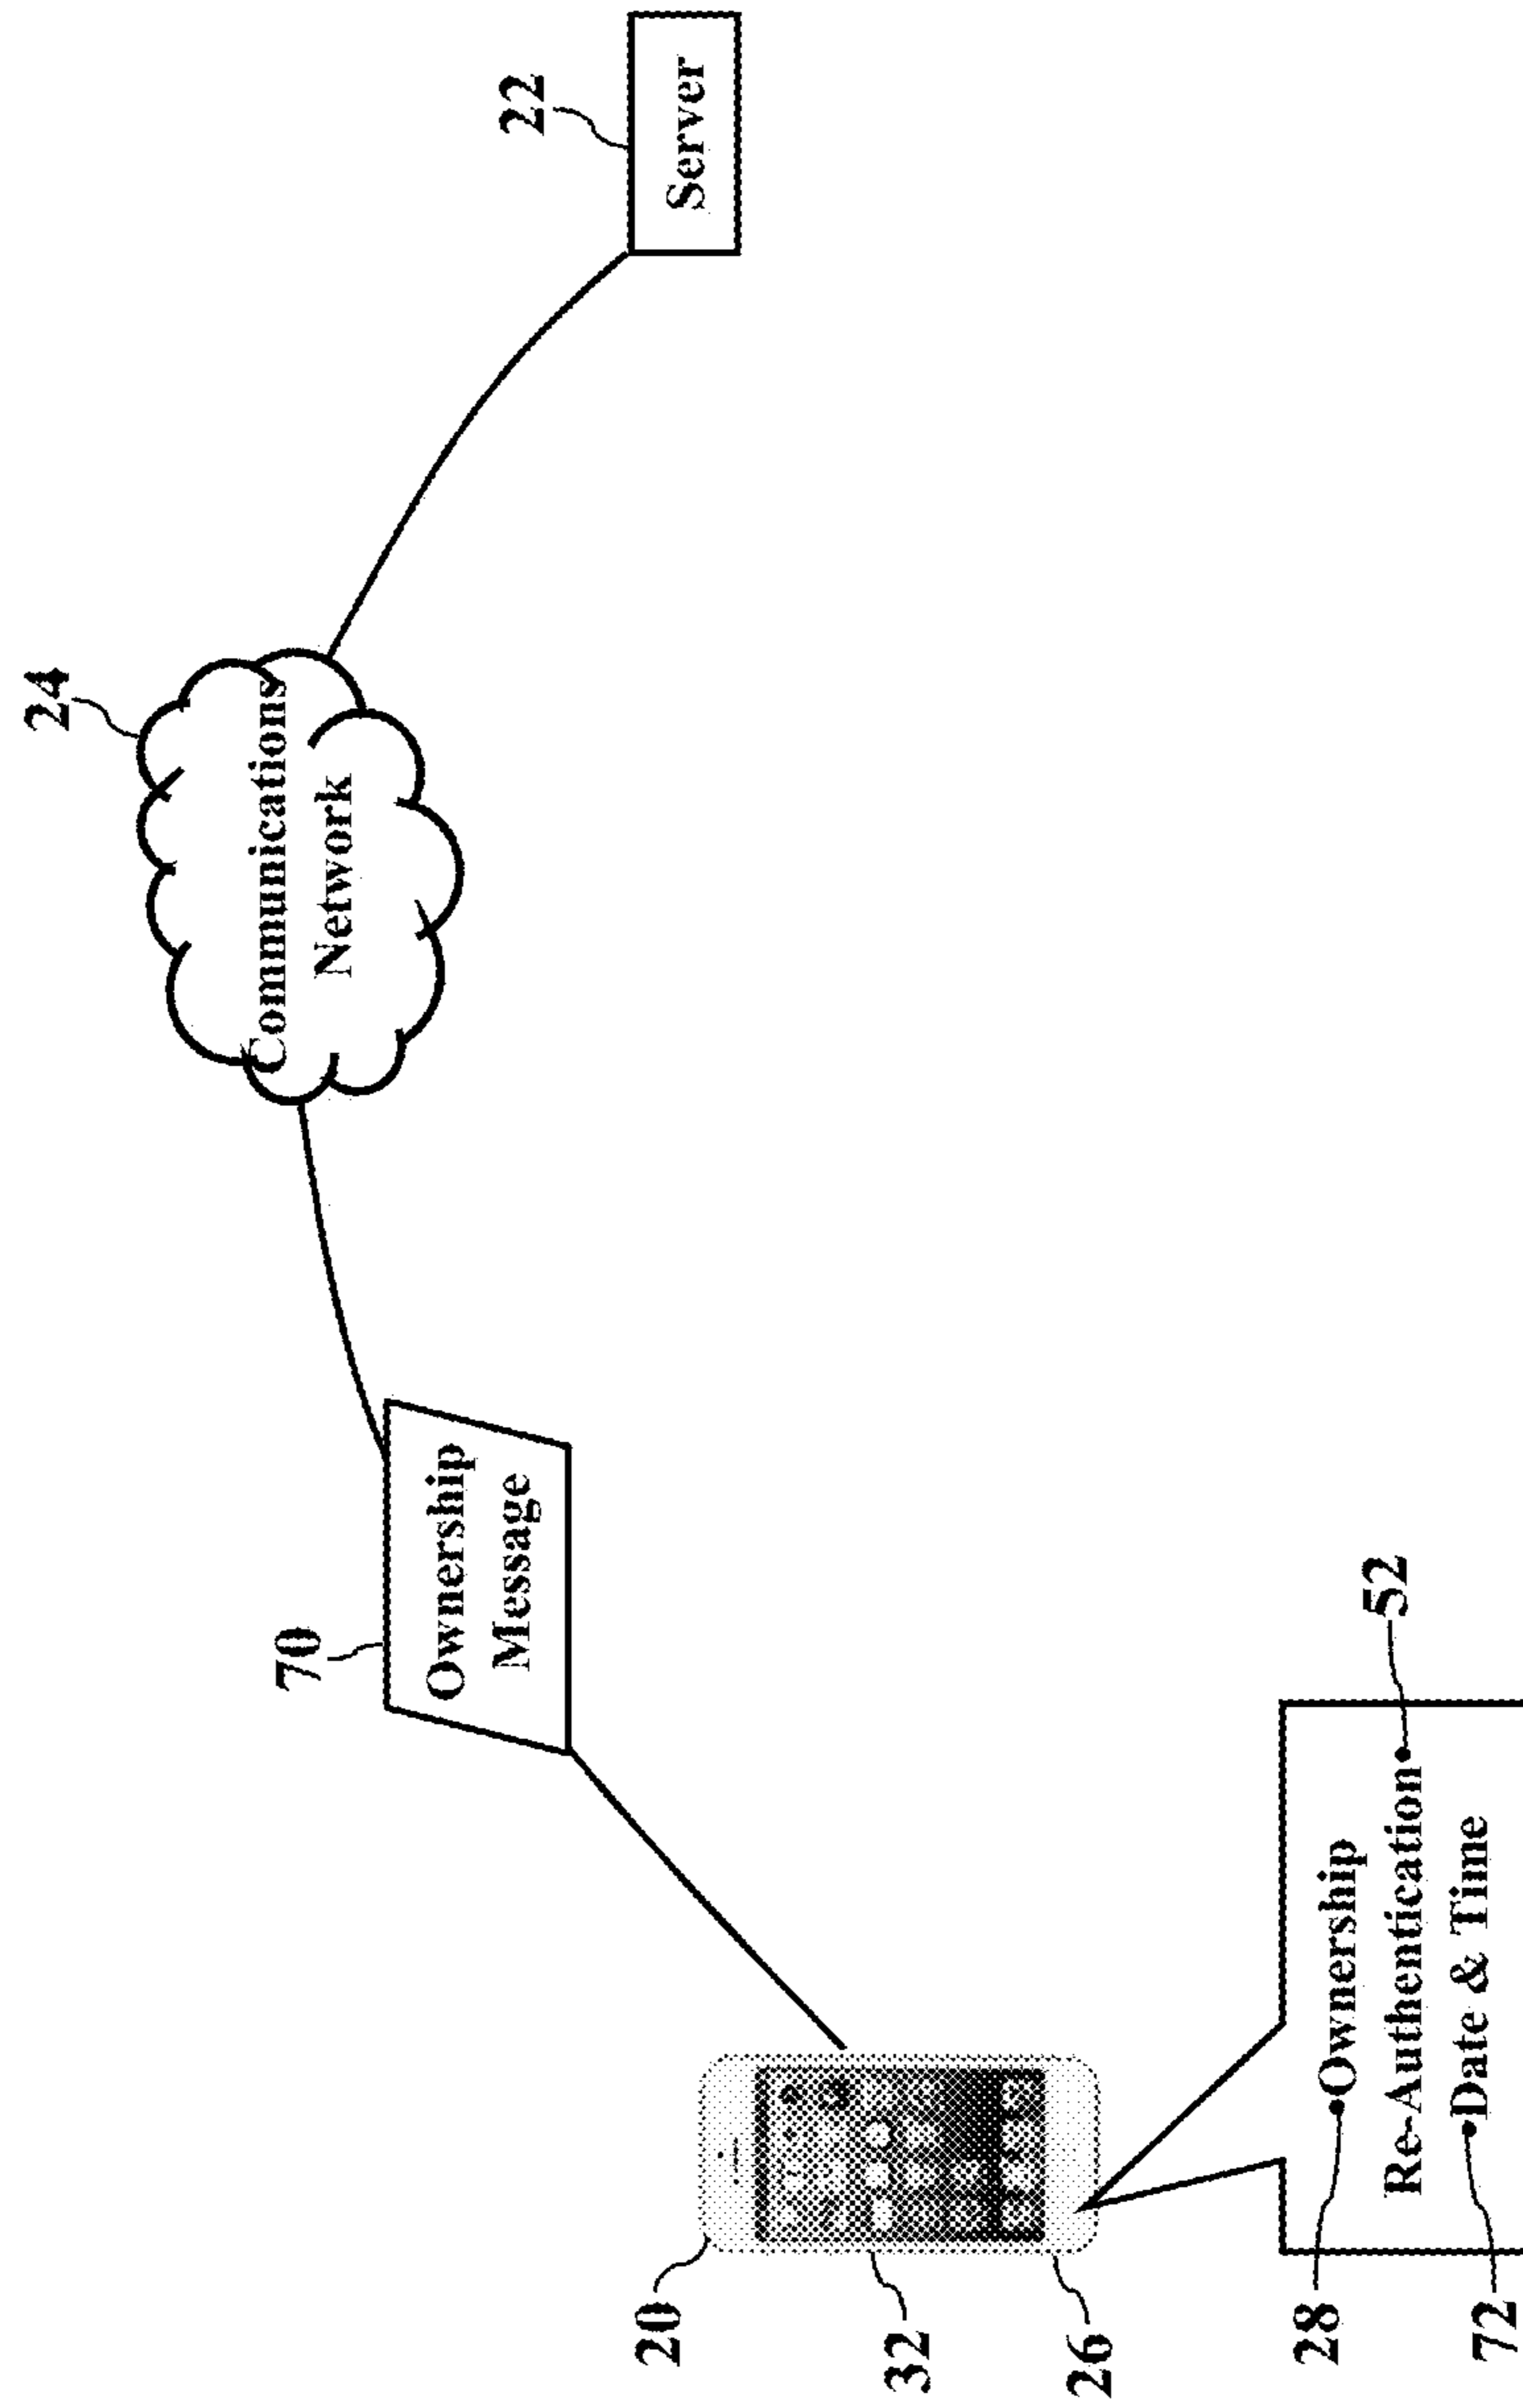 24
22
Communications
Network
Server
70
Ownership
Message
20
32
26
28
Ownership
52
Re-Authentication
72
Date & Time